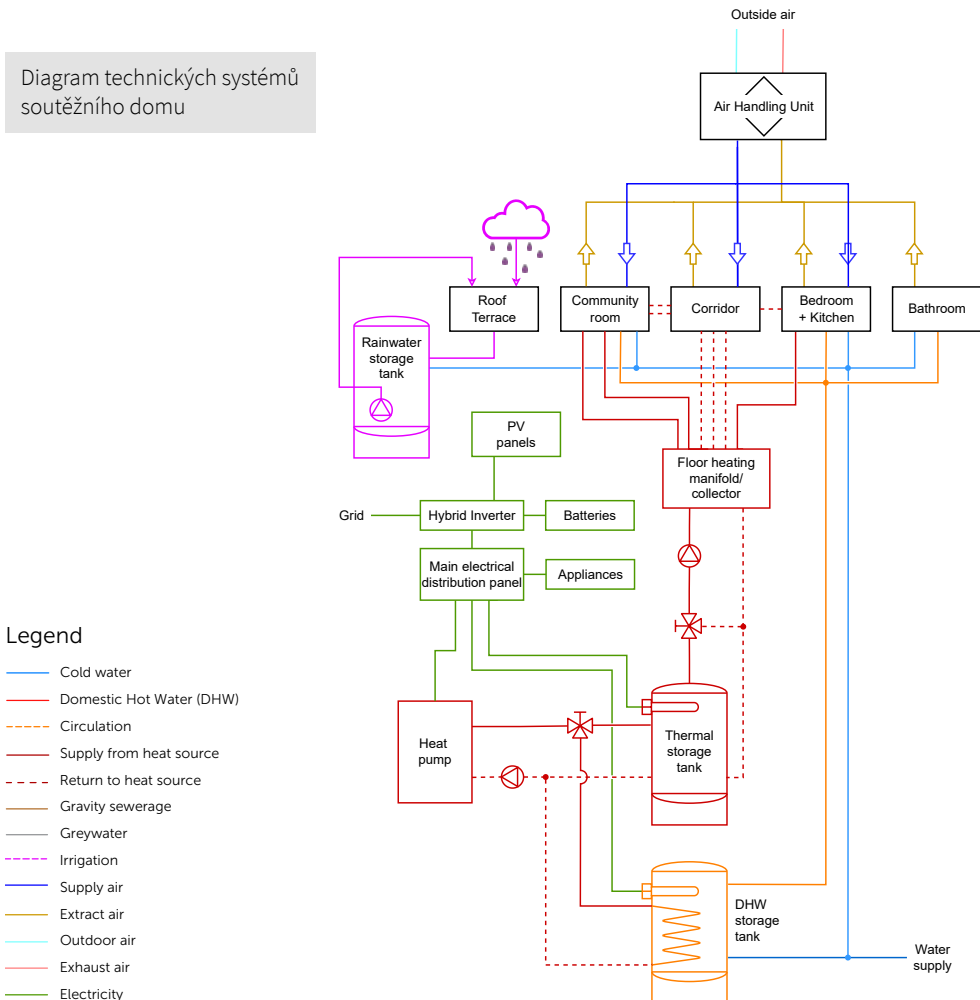 Outside air
Diagram technických systémů
soutěžního domu
Air Handling Unit
Roof
Terrace
Community
room
Corridor
Bedroom
+ Kitchen
Bathroom
Rainwater
storage
tank
PV
panels
Floor heating
manifold/
collector
Grid
Hybrid Inverter
Batteries
Main electrical
distribution panel
Appliances
Legend
Cold water
Domestic Hot Water (DHW)
Circulation
Supply from heat source
Return to heat source
Gravity sewerage
Greywater
Irrigation
Supply air
Extract air
Outdoor air
Exhaust air
Electricity
Heat
pump
Thermal
storage
tank
DHW
storage
tank
Water
supply